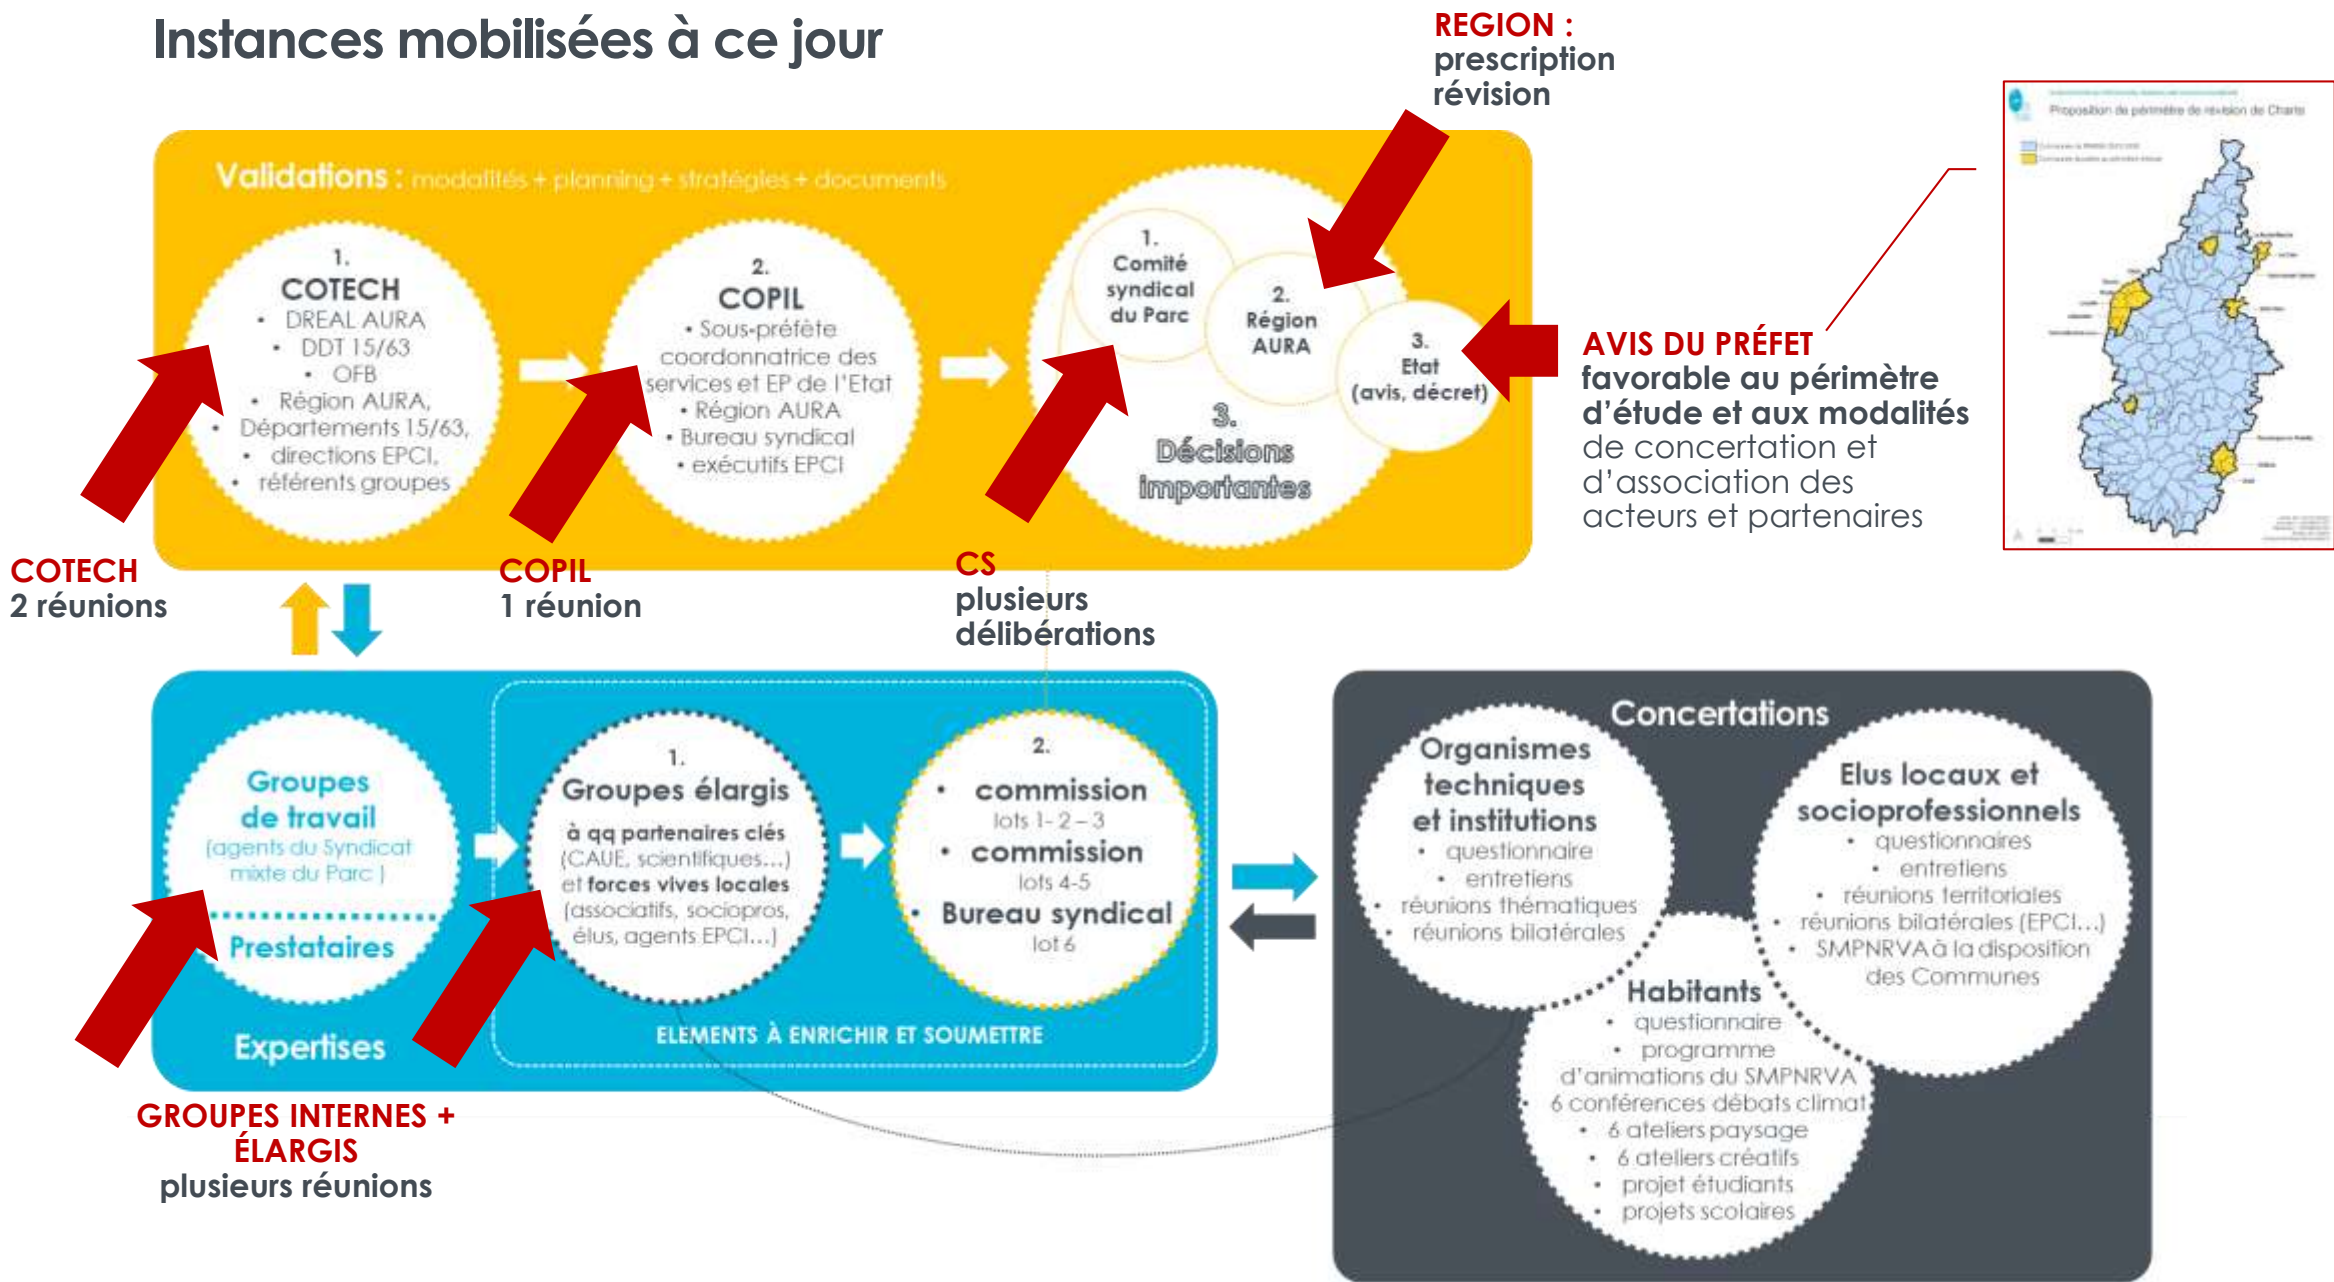 Instances mobilisées à ce jour
REGION :
prescription
révision
Proposition de périmètre de révision de Charte
Validations : modalités + planning + stratégies + documents
1.
COTECH
• DREAL AURA
• DDT 15/63
• OFB
• Région AURA,
• Départements 15/63,
• directions EPCI,
• référents groupes
2.
COPIL
• Sous-préfète
coordonnatrice des
services et EP de l'Etat
• Région AURA
• Bureau syndical
• exécutifs EPCI
1.
Comité
syndical
du Parc
2.
Région
AURA
3.
Etat
(avis, décret)
3.
Décisions
importantes
AVIS DU PRÉFET
favorable au périmètre
d'étude et aux modalités
de concertation et
d'association des
acteurs et partenaires
COTECH
2 réunions
COPIL
1 réunion
CS
plusieurs
délibérations
Groupes
de travail
(agents du Syndicat
mixte du Parc )
Prestataires
Expertises
1.
Groupes élargis
à qq partenaires clés
(CAUE, scientifiques...)
et forces vives locales
(associatifs, sociopros,
élus, agents EPCI...)
2.
• commission
lots 1- 2 – 3
• commission
lots 4-5
• Bureau syndical
lot 6
ELEMENTS À ENRICHIR ET SOUMETTRE
GROUPES INTERNES +
ÉLARGIS
plusieurs réunions
Concertations
Organismes
techniques
et institutions
• questionnaire
• entretiens
• réunions thématiques
• réunions bilatérales
Elus locaux et
socioprofessionnels
• questionnaires
• entretiens
• réunions territoriales
• réunions bilatérales (EPCI...)
• SMPNRVA à la disposition
des Communes
Habitants
• questionnaire
• programme
d'animations du SMPNRVA
• 6 conférences débats climat
• 6 ateliers paysage
• 6 ateliers créatifs
• projet étudiants
• projets scolaires